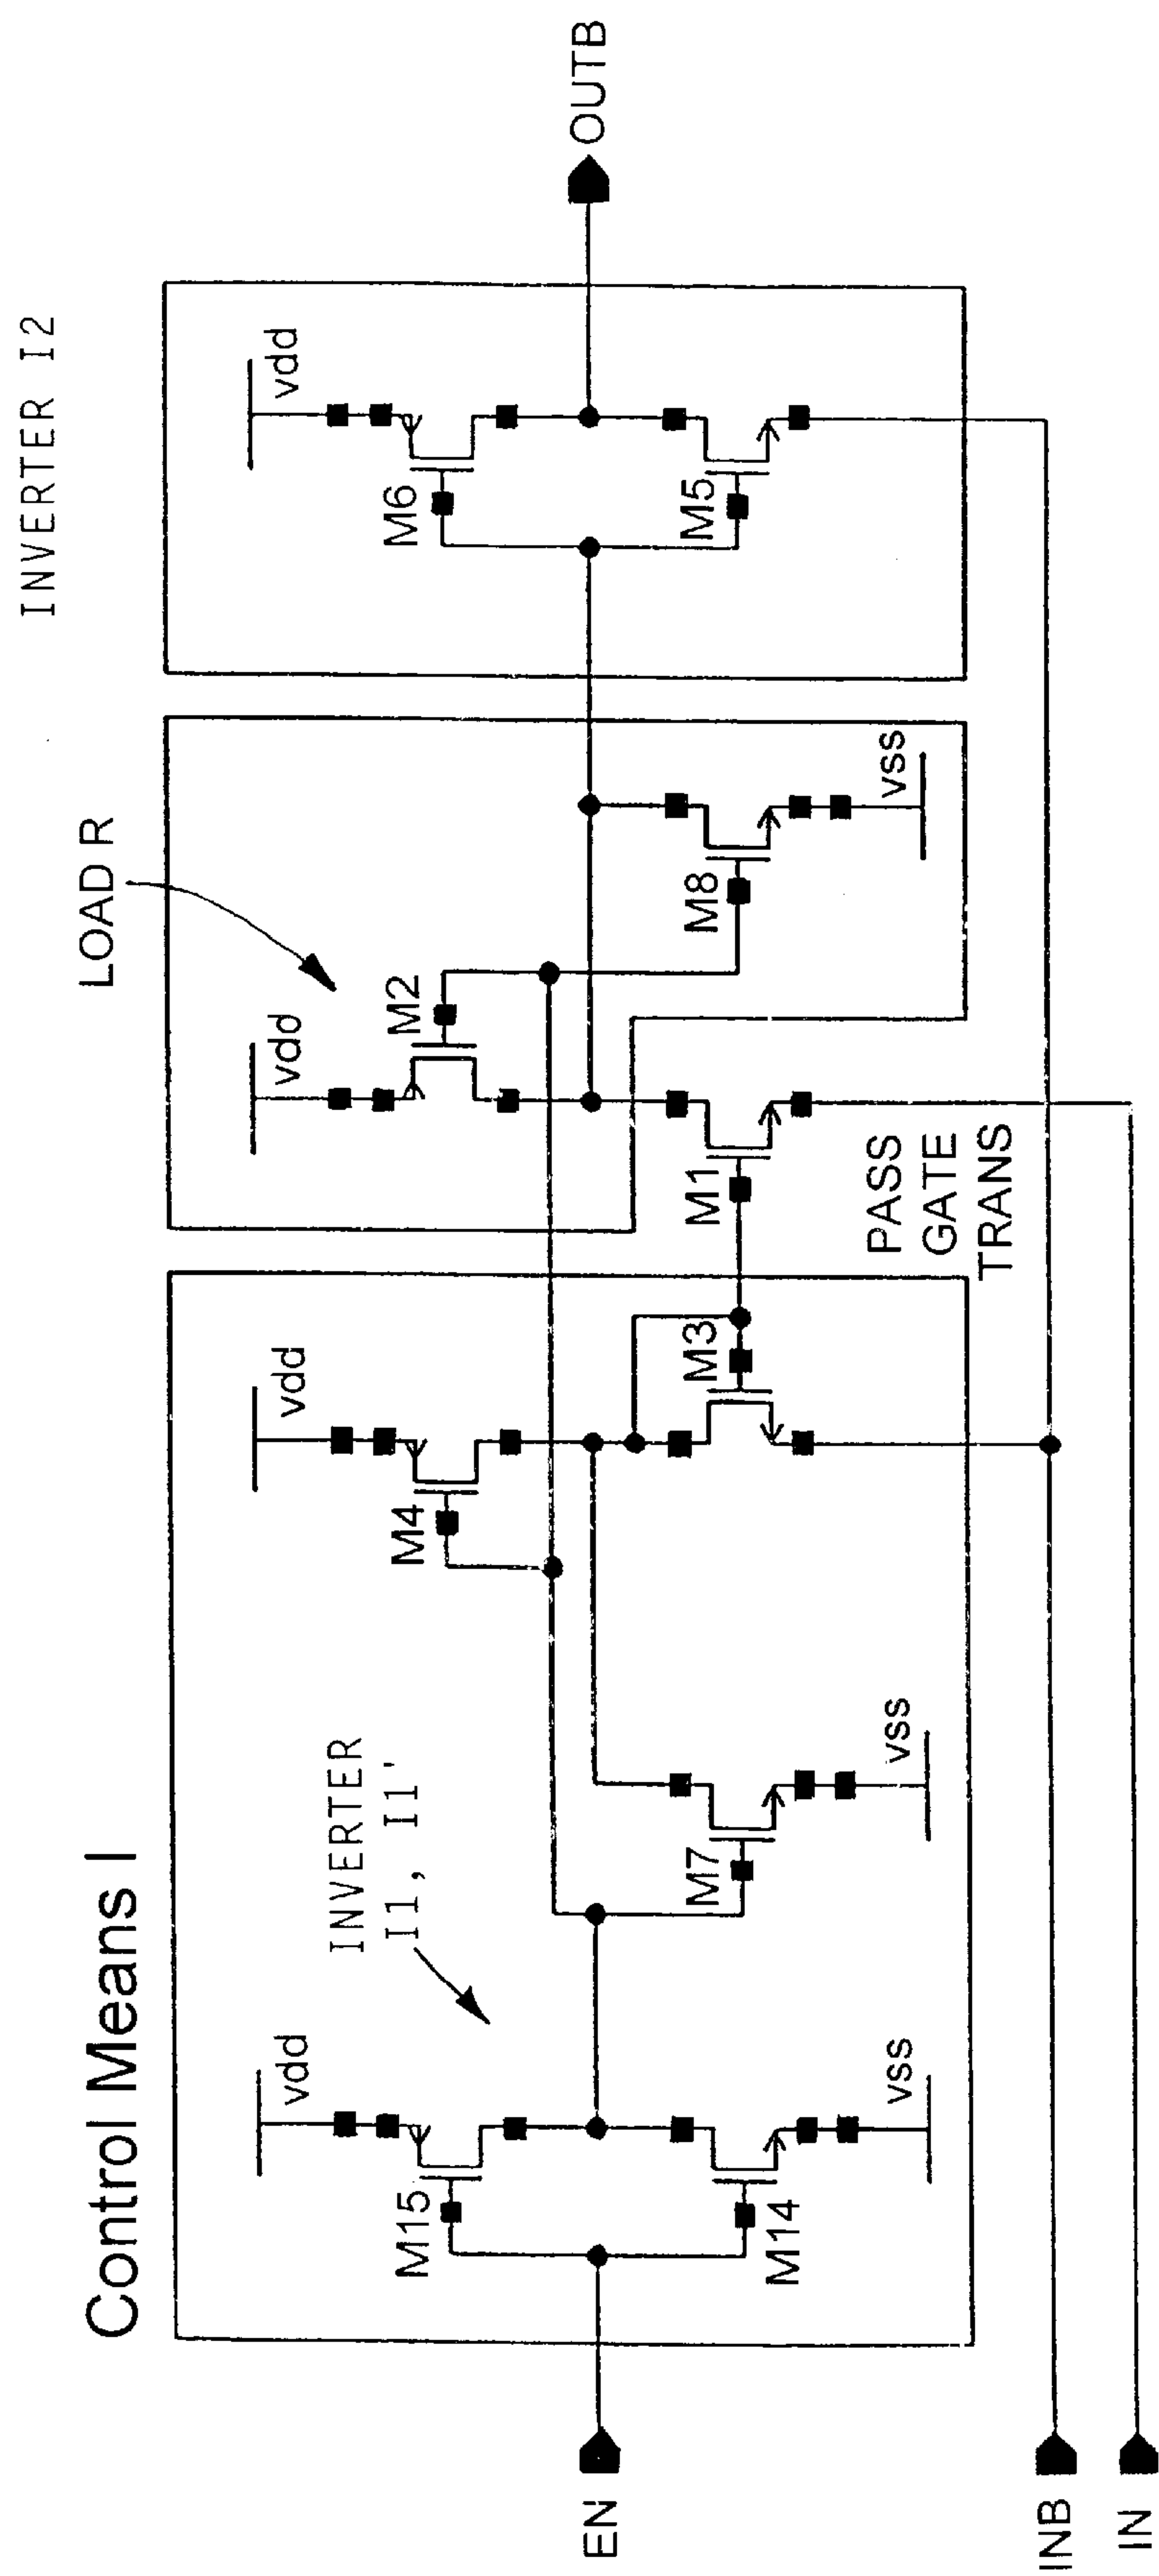 Control Means I
INVERTER
I1, I1'
LOAD R
INVERTER I2
vdd
M15
M14
vss
M7
vss
vdd
M4
M3
vdd
M2
M1
PASS
GATE
TRANS
M8
vss
vdd
M6
M5
OUTB
EN
INB
IN